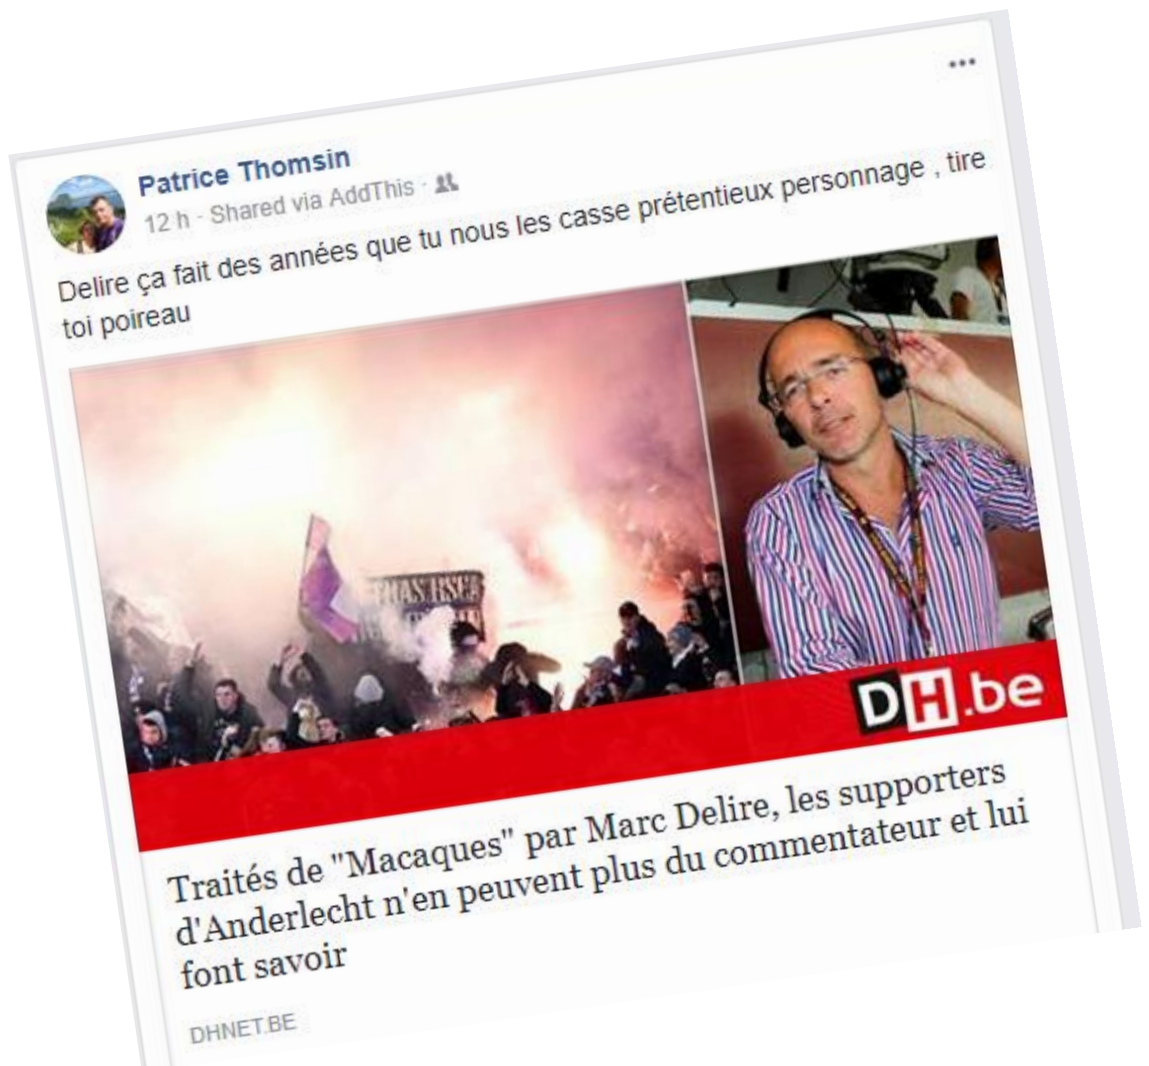 Patrice Thomsin
12 h · Shared via AddThis ·
Delire ça fait des années que tu nous les casse prétentieux personnage , tire
toi poireau
DH.be
Traités de "Macaques" par Marc Delire, les supporters
d'Anderlecht n'en peuvent plus du commentateur et lui
font savoir
DHNET.BE